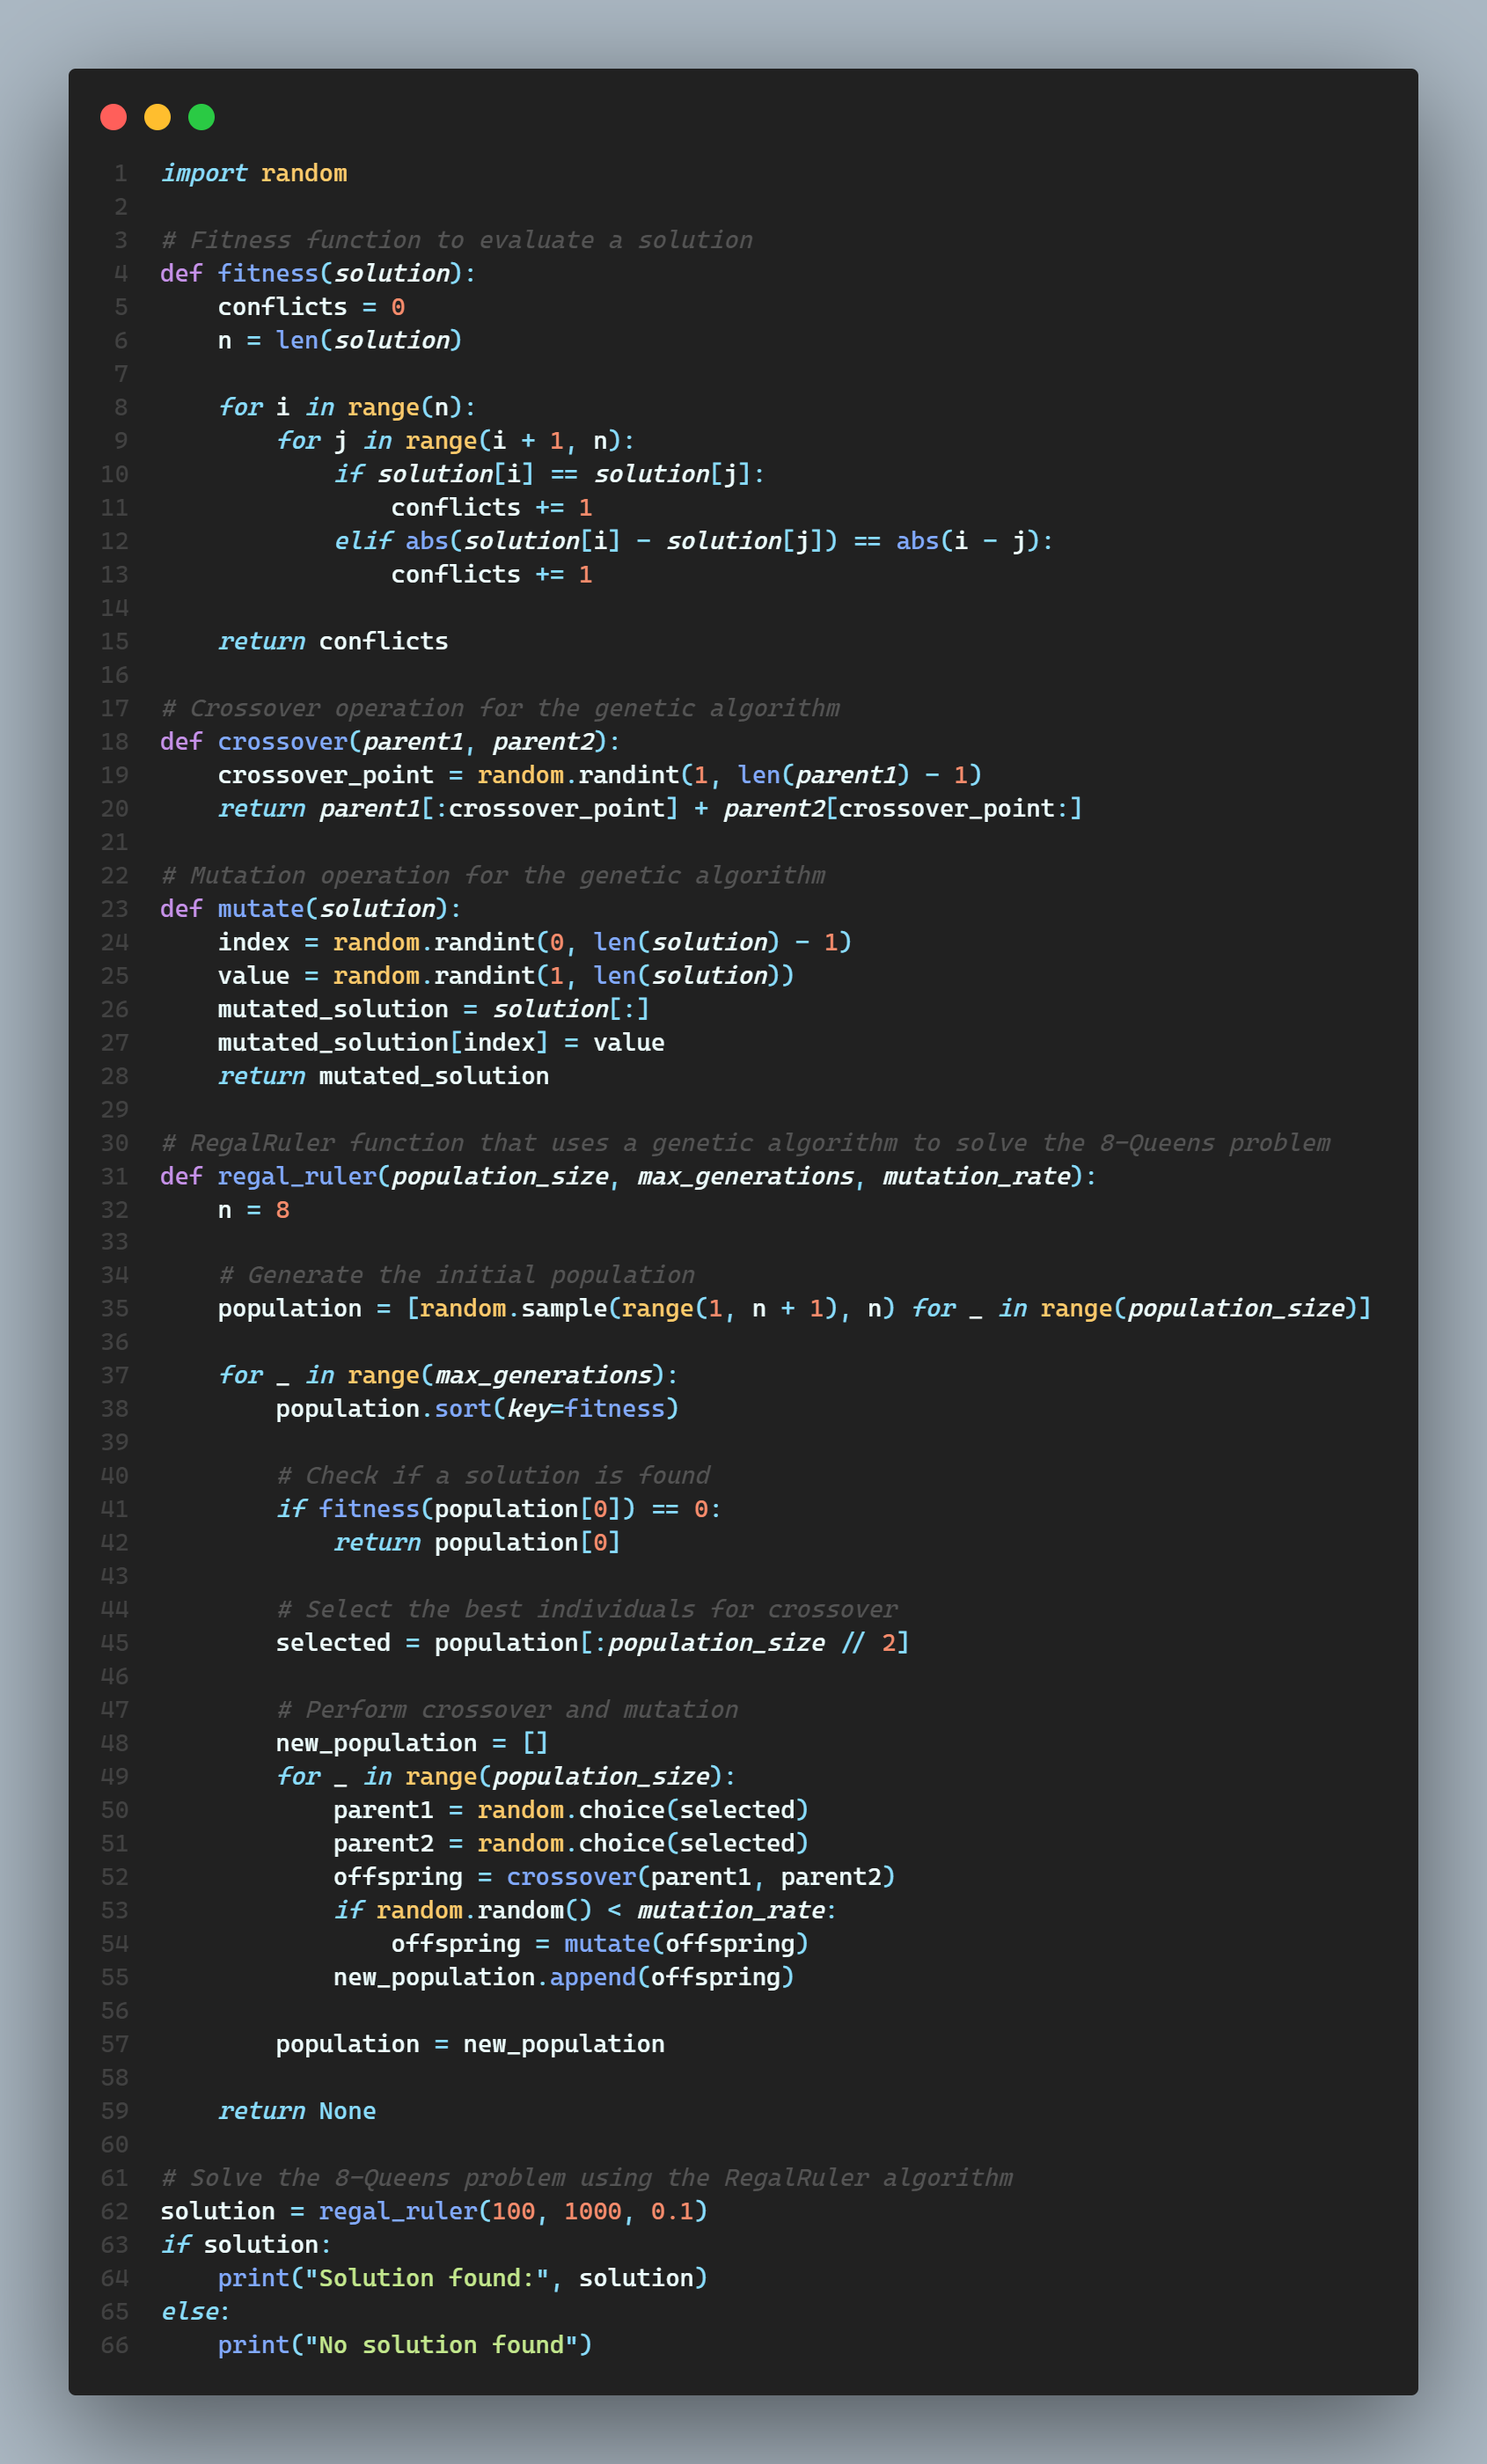 1 import random
2
3 # Fitness function to evaluate a solution
4 def fitness(solution):
5     conflicts = 0
6     n = len(solution)
7
8     for i in range(n):
9         for j in range(i + 1, n):
10             if solution[i] == solution[j]:
11                 conflicts += 1
12             elif abs(solution[i] - solution[j]) == abs(i - j):
13                 conflicts += 1
14
15     return conflicts
16
17 # Crossover operation for the genetic algorithm
18 def crossover(parent1, parent2):
19     crossover_point = random.randint(1, len(parent1) - 1)
20     return parent1[:crossover_point] + parent2[crossover_point:]
21
22 # Mutation operation for the genetic algorithm
23 def mutate(solution):
24     index = random.randint(0, len(solution) - 1)
25     value = random.randint(1, len(solution))
26     mutated_solution = solution[:]
27     mutated_solution[index] = value
28     return mutated_solution
29
30 # RegalRuler function that uses a genetic algorithm to solve the 8-Queens problem
31 def regal_ruler(population_size, max_generations, mutation_rate):
32     n = 8
33
34     # Generate the initial population
35     population = [random.sample(range(1, n + 1), n) for _ in range(population_size)]
36
37     for _ in range(max_generations):
38         population.sort(key=fitness)
39
40         # Check if a solution is found
41         if fitness(population[0]) == 0:
42             return population[0]
43
44         # Select the best individuals for crossover
45         selected = population[:population_size // 2]
46
47         # Perform crossover and mutation
48         new_population = []
49         for _ in range(population_size):
50             parent1 = random.choice(selected)
51             parent2 = random.choice(selected)
52             offspring = crossover(parent1, parent2)
53             if random.random() < mutation_rate:
54                 offspring = mutate(offspring)
55             new_population.append(offspring)
56
57         population = new_population
58
59     return None
60
61 # Solve the 8-Queens problem using the RegalRuler algorithm
62 solution = regal_ruler(100, 1000, 0.1)
63 if solution:
64     print("Solution found:", solution)
65 else:
66     print("No solution found")